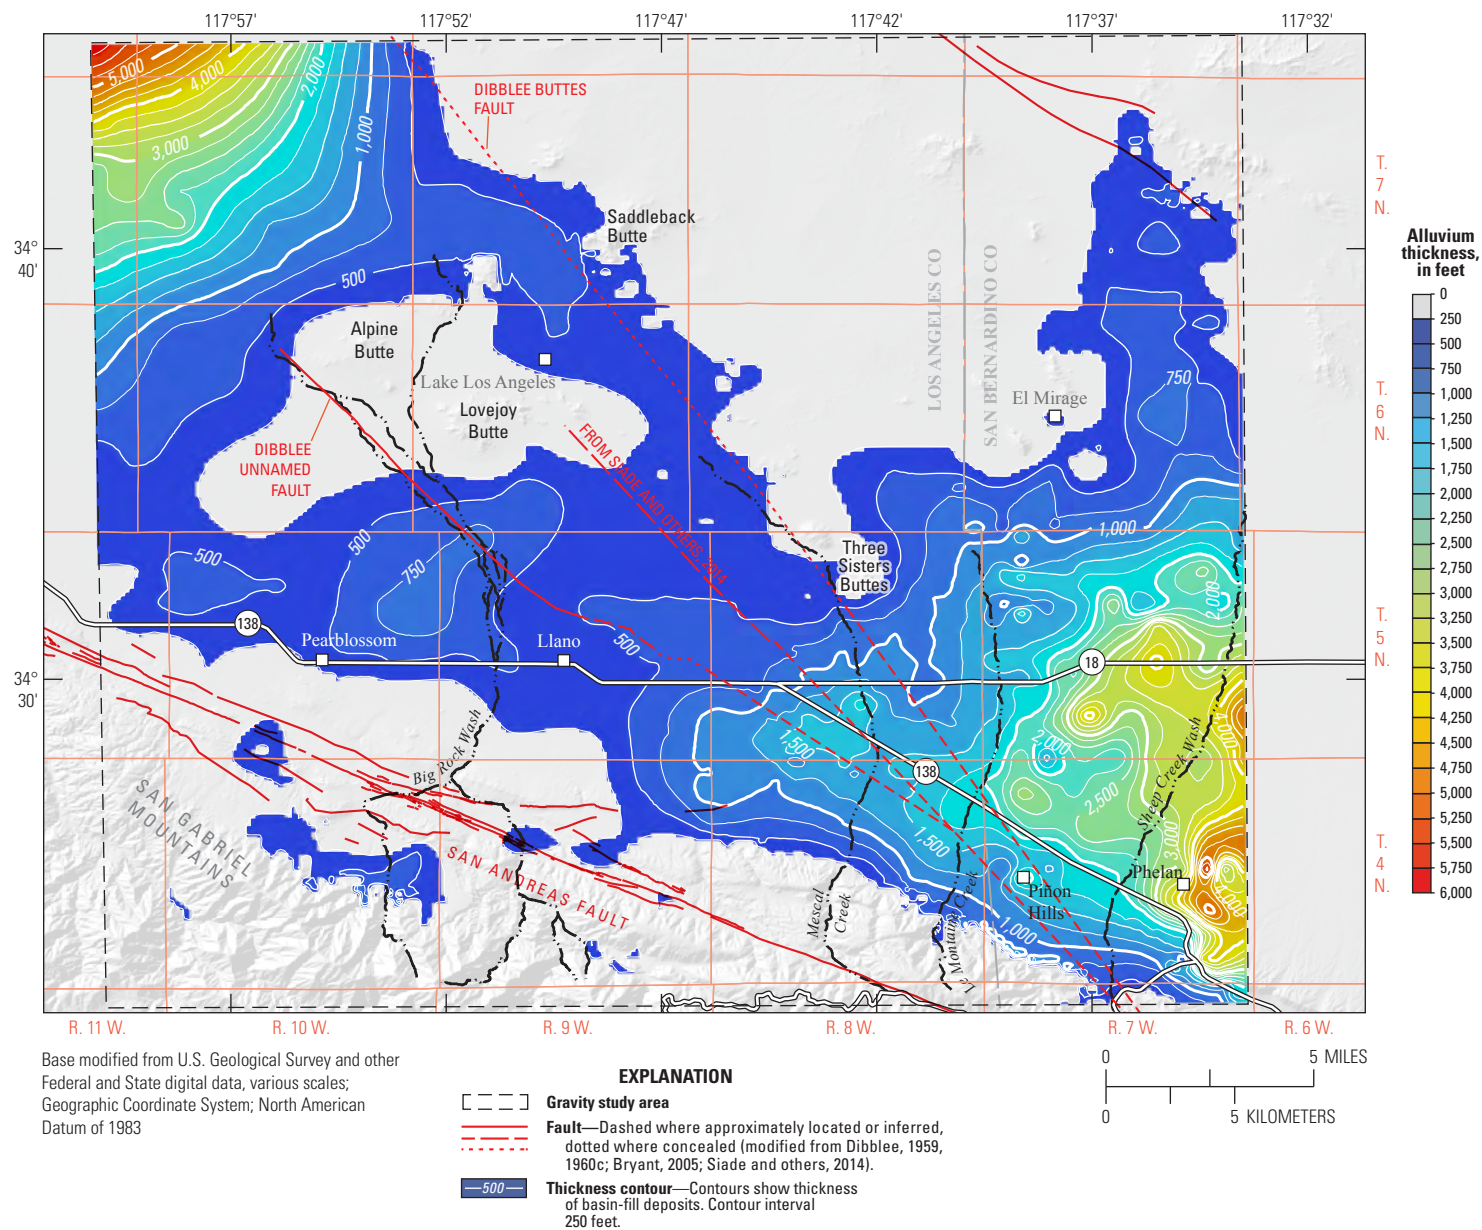 117°57'
117°52'
117°47'
117°42'
117°37'
117°32'
5,000
4,000
2,000
3,000
1,000
DIBBLEE BUTTES
FAULT
T.
7
N.
Saddleback
Butte
34°
40'
500
LOS ANGELES CO
SAN BERNARDINO CO
Alluvium
thickness,
in feet
0
250
500
750
1,000
1,250
1,500
1,750
2,000
2,250
2,500
2,750
3,000
3,250
3,500
3,750
4,000
4,250
4,500
4,750
5,000
5,250
5,500
5,750
6,000
Alpine
Butte
Lake Los Angeles
Lovejoy
Butte
El Mirage
750
T.
6
N.
DIBBLEE
UNNAMED
FAULT
FROM SIADE AND OTHERS, 2014
1,000
500
500
750
Three
Sisters
Buttes
2,000
138
Pearblossom
Llano
500
18
T.
5
N.
34°
30'
Big Rock Wash
1,500
2,000
4,000
138
2,500
Sheep Creek Wash
SAN GABRIEL
MOUNTAINS
SAN ANDREAS FAULT
1,500
3,000
Phelan
4,000
T.
4
N.
Mescal
Creek
Le Montaine Creek
Piñon
Hills
1,000
R. 11 W.
R. 10 W.
R. 9 W.
R. 8 W.
R. 7 W.
R. 6 W.
Base modified from U.S. Geological Survey and other
Federal and State digital data, various scales;
Geographic Coordinate System; North American
Datum of 1983
0
5 MILES
0
5 KILOMETERS
EXPLANATION
Gravity study area
Fault—Dashed where approximately located or inferred,
dotted where concealed (modified from Dibblee, 1959,
1960c; Bryant, 2005; Siade and others, 2014).
500
Thickness contour—Contours show thickness
of basin-fill deposits. Contour interval
250 feet.